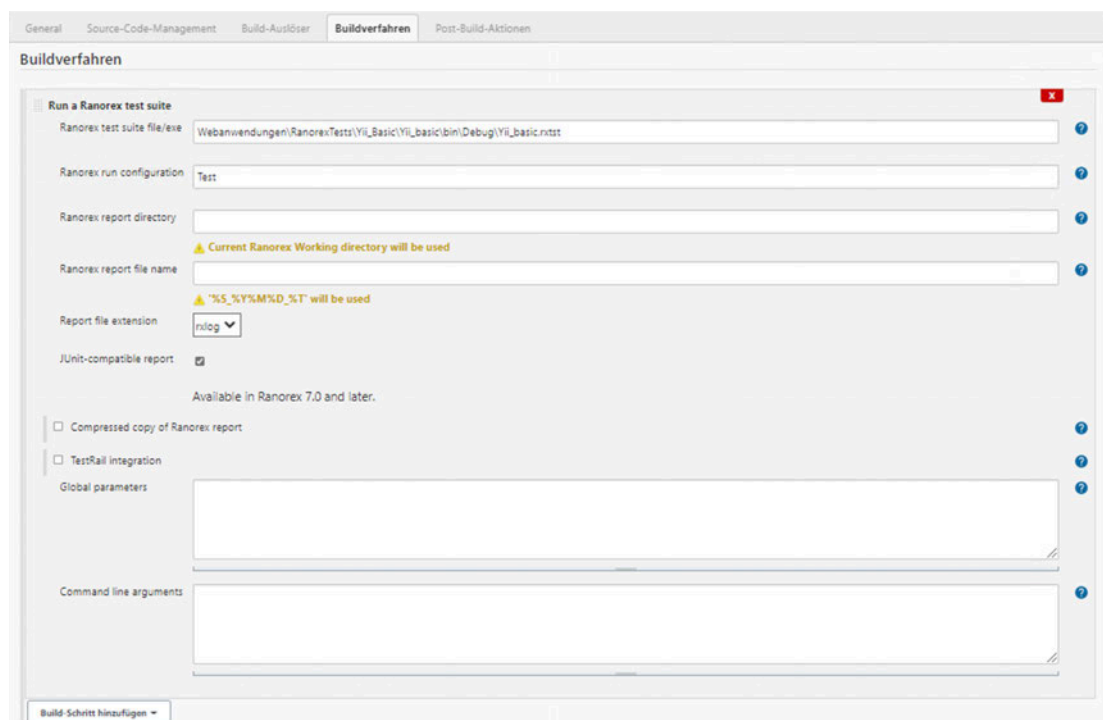 General Source-Code-Management Build-Auslöser Buildverfahren Post-Build-Aktionen
Buildverfahren
X
Run a Ranorex test suite
Ranorex test suite file/exe Webanwendungen\RanorexTests\Yii_Basic\Yii_basic\bin\Debug\Yii_basic.rxtst
Ranorex run configuration Test
Ranorex report directory
Current Ranorex Working directory will be used
Ranorex report file name
'%S_%Y%M%D_%T' will be used
Report file extension rxlog
JUnit-compatible report
Available in Ranorex 7.0 and later.
Compressed copy of Ranorex report
TestRail integration
Global parameters
Command line arguments
Build-Schritt hinzufügen